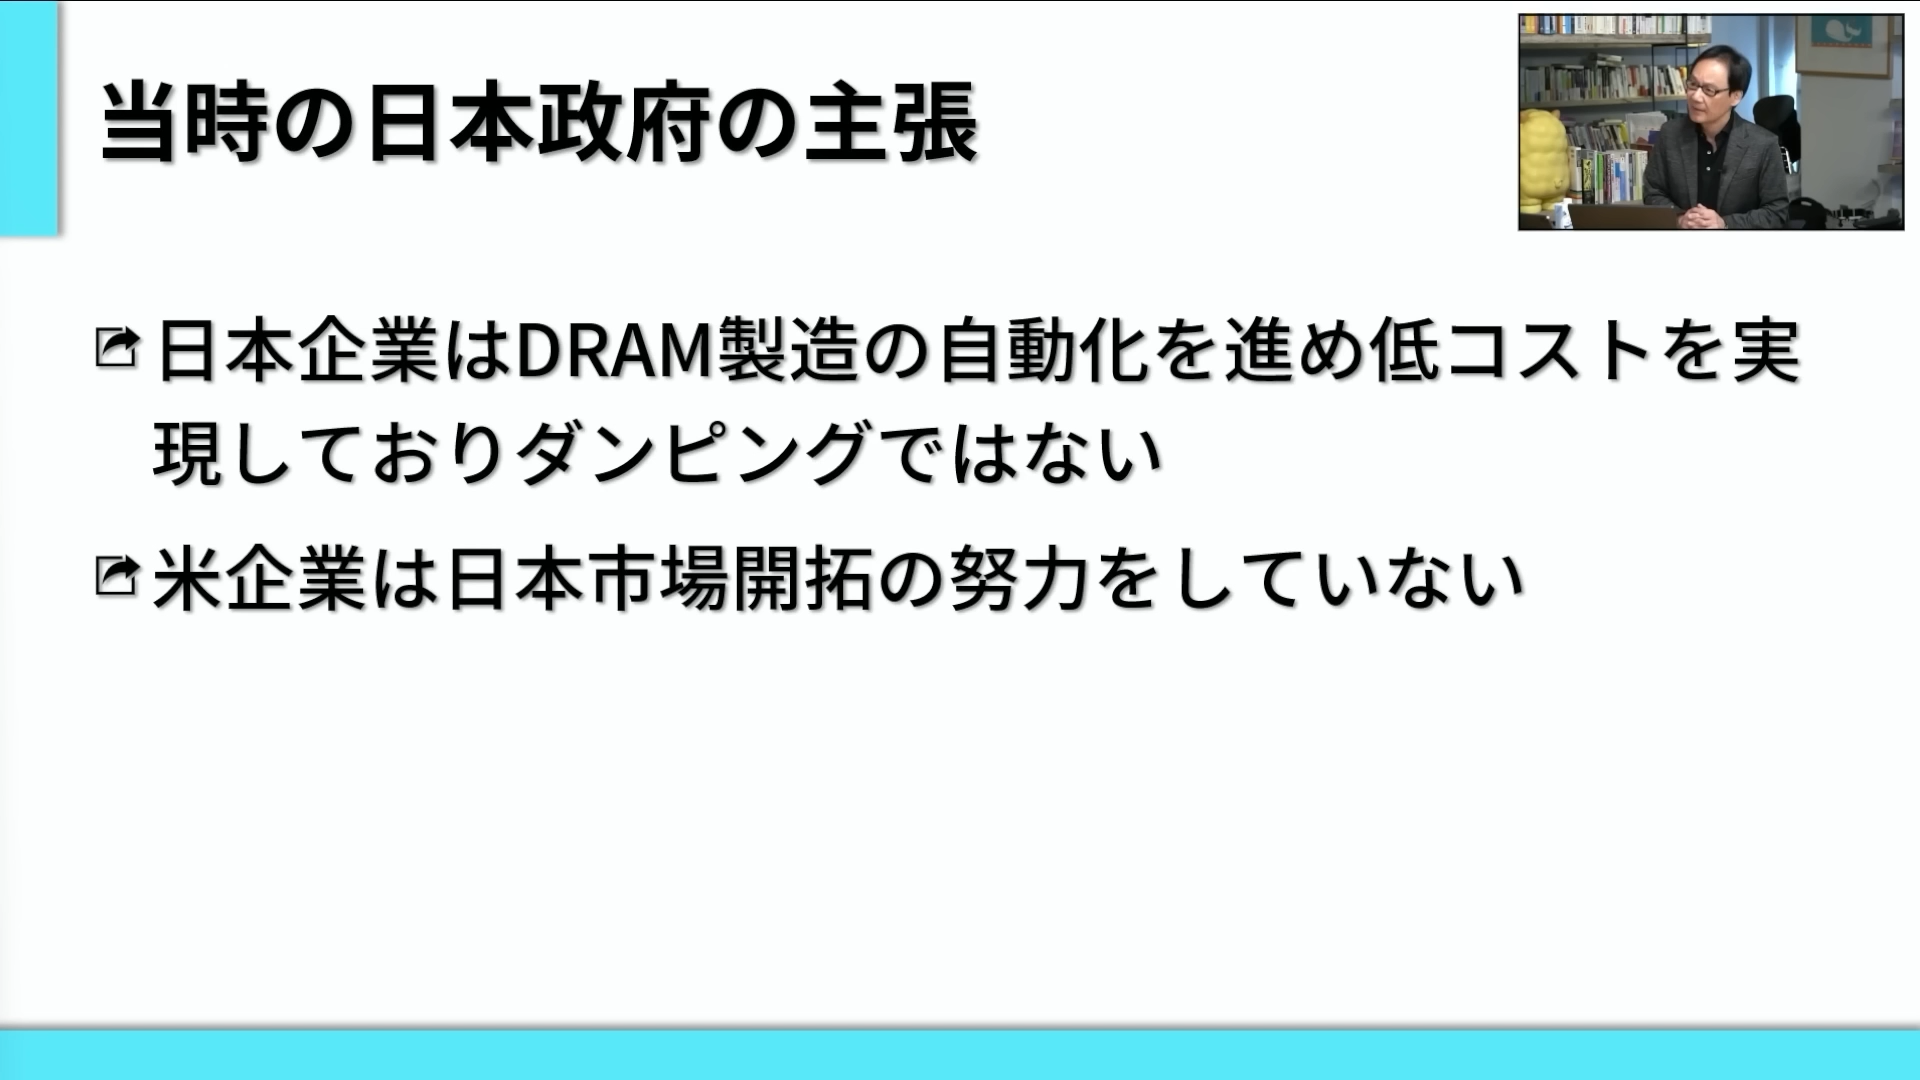 当時の日本政府の主張
日本企業はDRAM製造の自動化を進め低コストを実
現しておりダンピングではない
米企業は日本市場開拓の努力をしていない